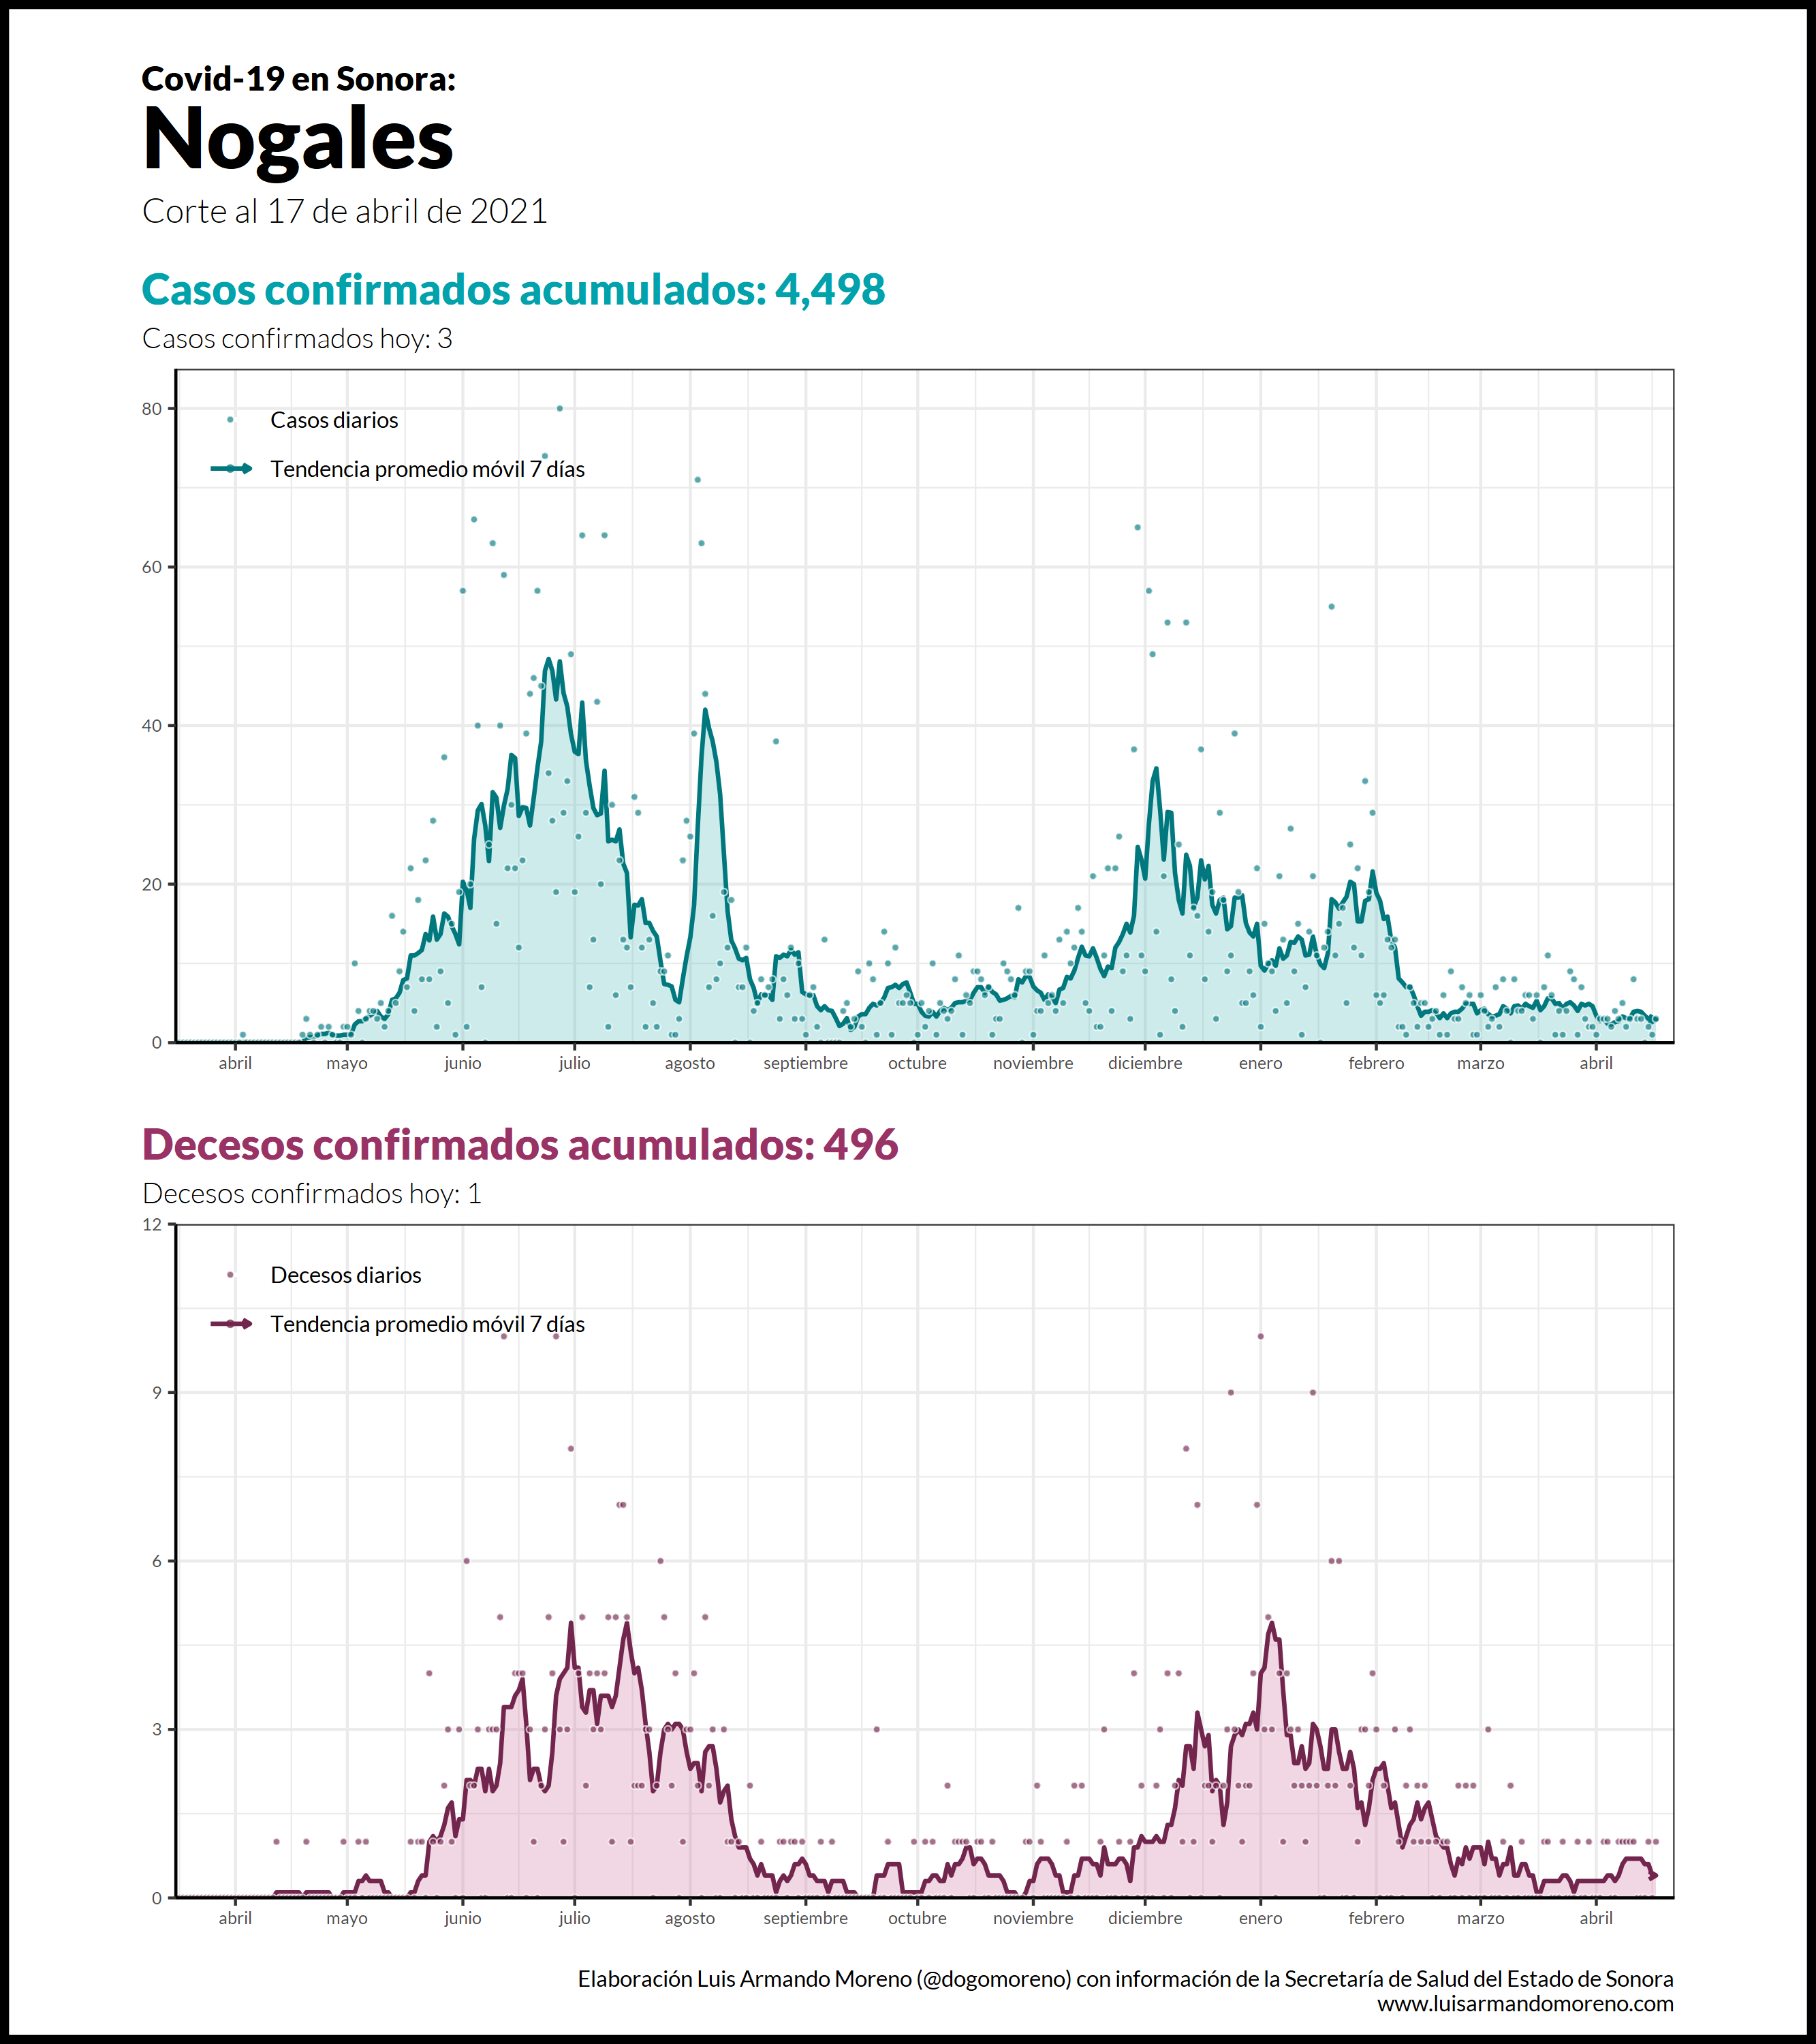 Covid-19 en Sonora:
Nogales
Corte al 17 de abril de 2021
Casos confirmados acumulados: 4,498
Casos confirmados hoy: 3
80
60
40
20
0
Casos diarios
Tendencia promedio móvil 7 días
abril mayo junio julio agosto septiembre octubre noviembre diciembre enero febrero marzo abril
Decesos confirmados acumulados: 496
Decesos confirmados hoy: 1
12
9
6
3
0
Decesos diarios
Tendencia promedio móvil 7 días
abril mayo junio julio agosto septiembre octubre noviembre diciembre enero febrero marzo abril
Elaboración Luis Armando Moreno (@dogomoreno) con información de la Secretaría de Salud del Estado de Sonora
www.luisarmandomoreno.com